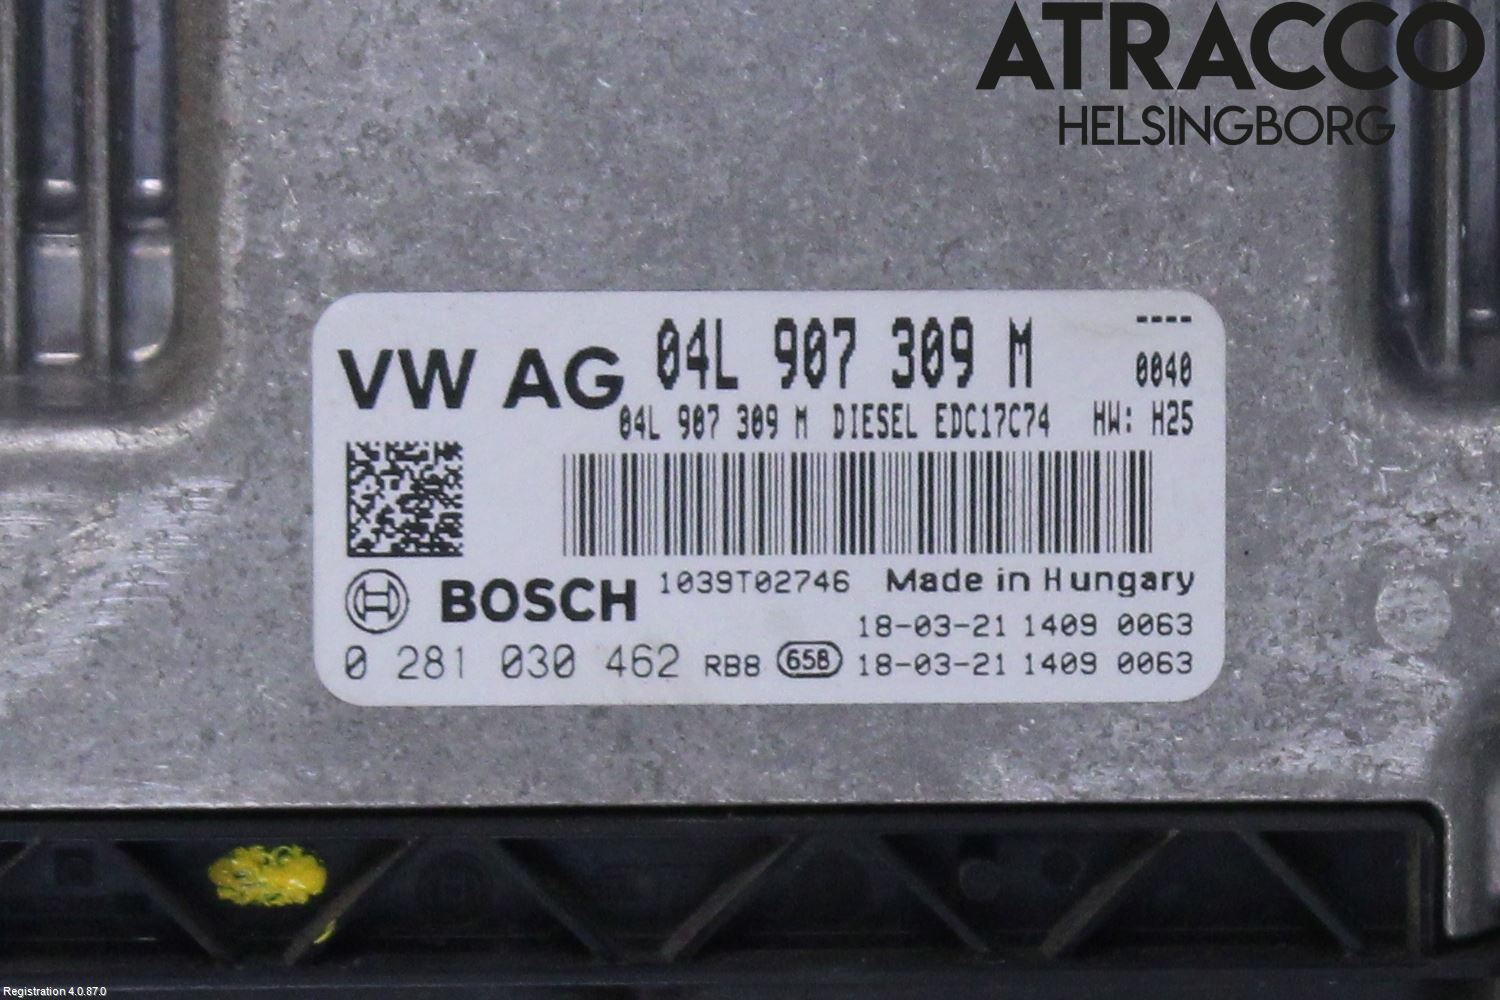 ATRACCO
HELSINGBORG
VW AG 04L 907 309 M ----
0040
04L 907 309 M DIESEL EDC17C74 HW: H25
BOSCH 1039T02746 Made in Hungary
18-03-21 1409 0063
0 281 030 462 RB8 658 18-03-21 1409 0063
Registration 4.0.87.0